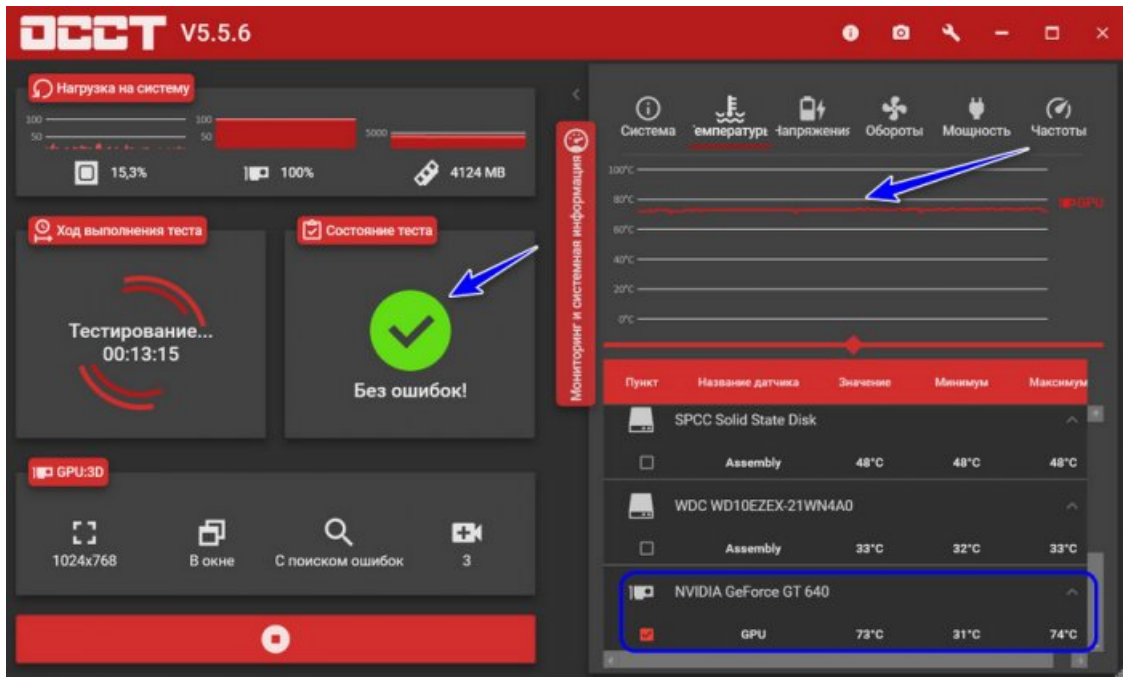 OCCT V5.5.6
Нагрузка на систему
100
50
100
50
5000
15,3%
100%
4124 MB
Ход выполнения теста
Тестирование...
00:13:15
Состояние теста
Без ошибок!
GPU:3D
1024x768
В окне
С поиском ошибок
3
Мониторинг и системная информация
Система
Температуры
Напряжения
Обороты
Мощность
Частоты
100°C
80°C
60°C
40°C
20°C
0°C
GPU
Пункт Название датчика Значение Минимум Максимум
SPCC Solid State Disk
Assembly 48°C 48°C 48°C
WDC WD10EZEX-21WN4A0
Assembly 33°C 32°C 33°C
NVIDIA GeForce GT 640
GPU 73°C 31°C 74°C